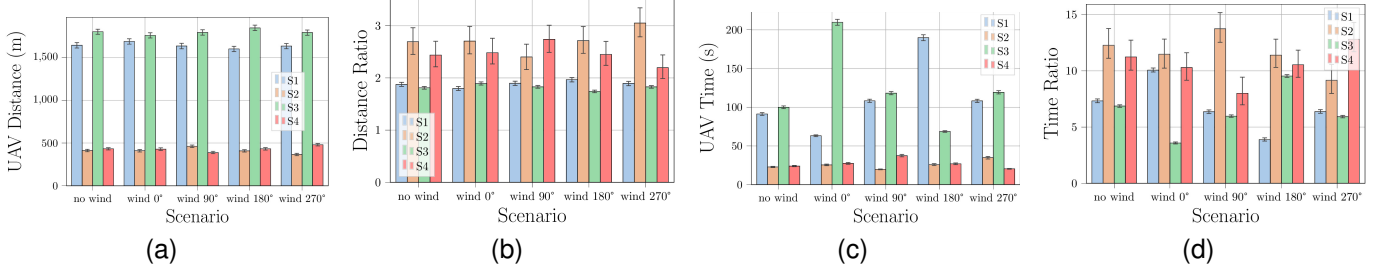 UAV Distance (m)
1,500
1,000
500
0
S1
S2
S3
S4
no wind
wind 0°
wind 90°
wind 180°
wind 270°
Scenario
(a)
Distance Ratio
3
2
1
0
S1
S2
S3
S4
no wind
wind 0°
wind 90°
wind 180°
wind 270°
Scenario
(b)
UAV Time (s)
200
150
100
50
0
S1
S2
S3
S4
no wind
wind 0°
wind 90°
wind 180°
wind 270°
Scenario
(c)
Time Ratio
15
10
5
0
S1
S2
S3
S4
no wind
wind 0°
wind 90°
wind 180°
wind 270°
Scenario
(d)